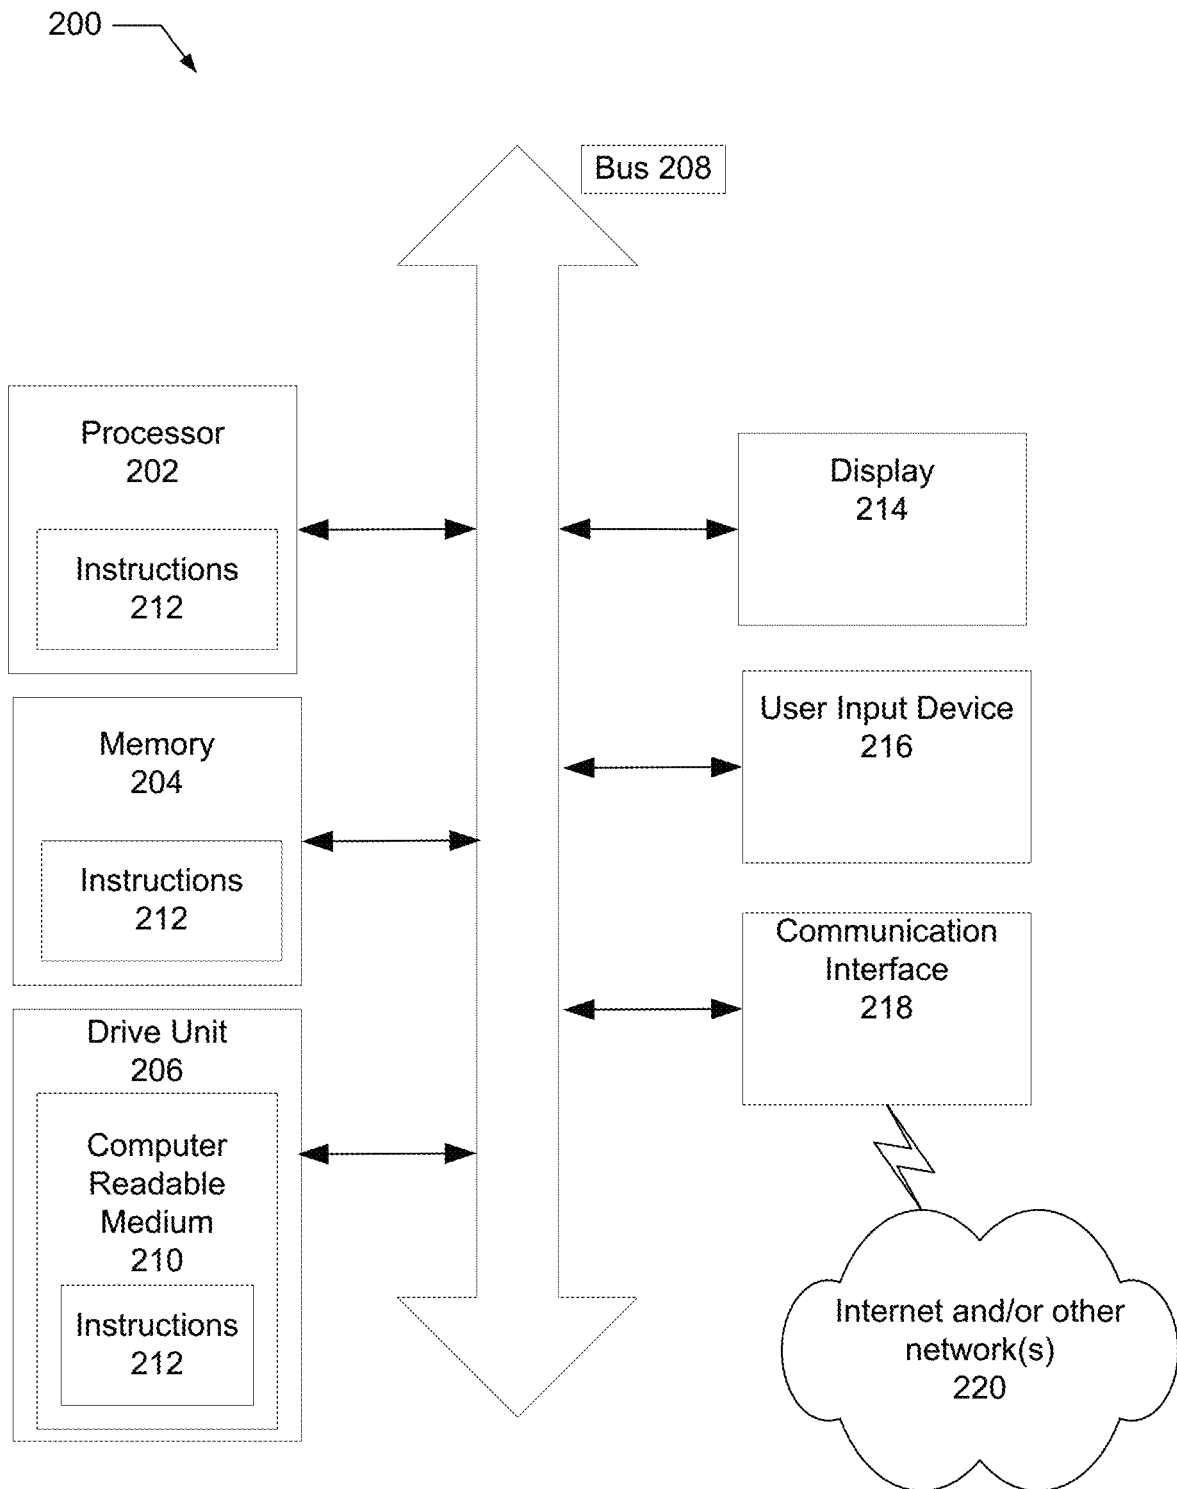 200
Bus 208
Processor
202
Instructions
212
Memory
204
Instructions
212
Drive Unit
206
Computer
Readable
Medium
210
Instructions
212
Display
214
User Input Device
216
Communication
Interface
218
Internet and/or other
network(s)
220